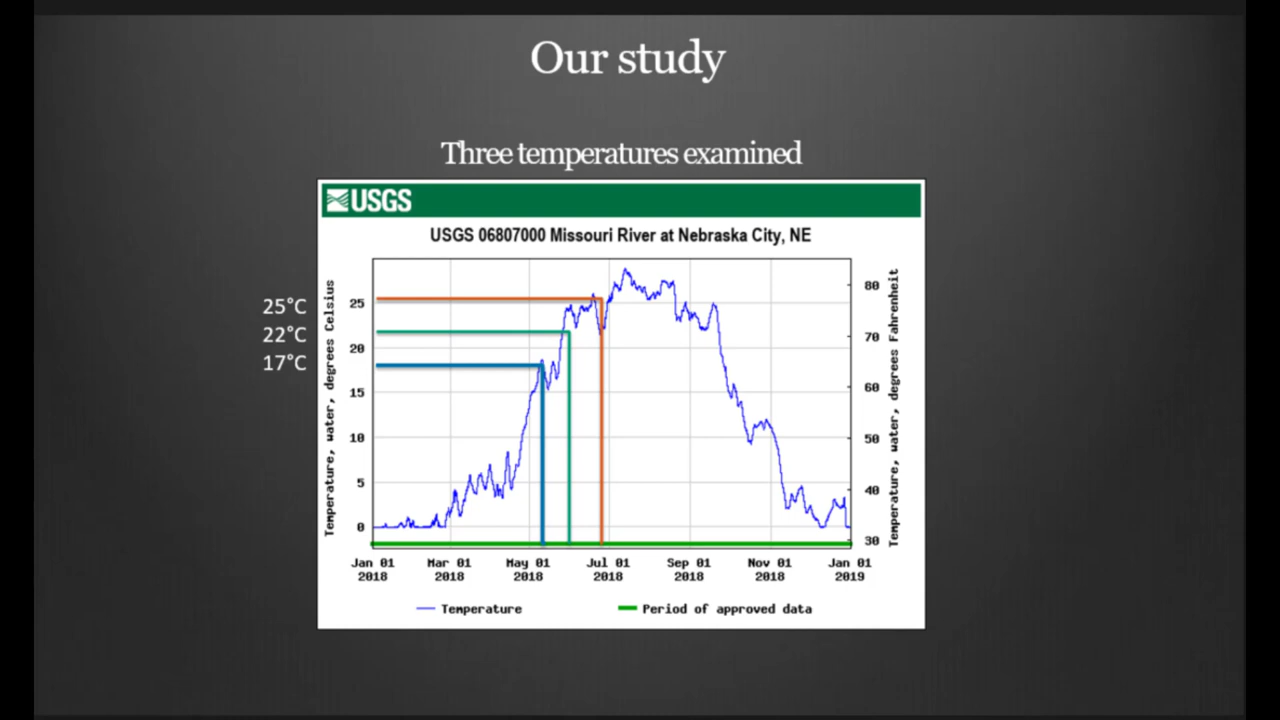 Our study
Three temperatures examined
USGS
USGS 06807000 Missouri River at Nebraska City, NE
25°C
22°C
17°C
Temperature, water, degrees Celsius
25
20
15
10
5
0
80
70
60
50
40
30
Temperature, water, degrees Fahrenheit
Jan 01 Mar 01 May 01 Jul 01 Sep 01 Nov 01 Jan 01
2018 2018 2018 2018 2018 2018 2019
Temperature Period of approved data